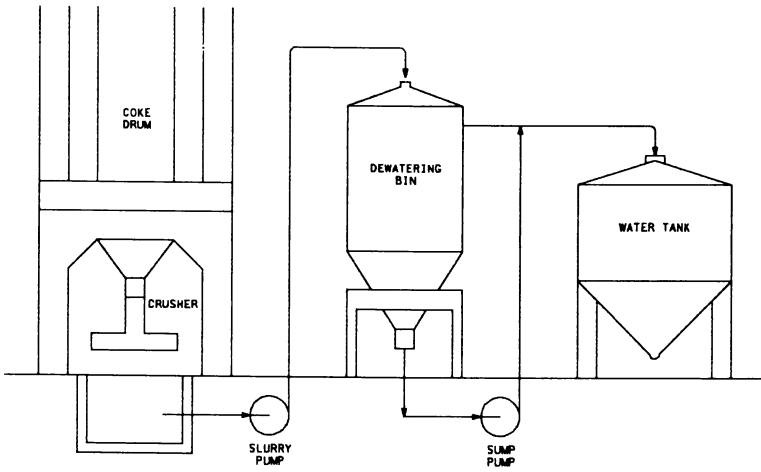 COKE
DRUM
DEWATERING
BIN
WATER TANK
CRUSHER
SLURRY
PUMP
SUMP
PUMP